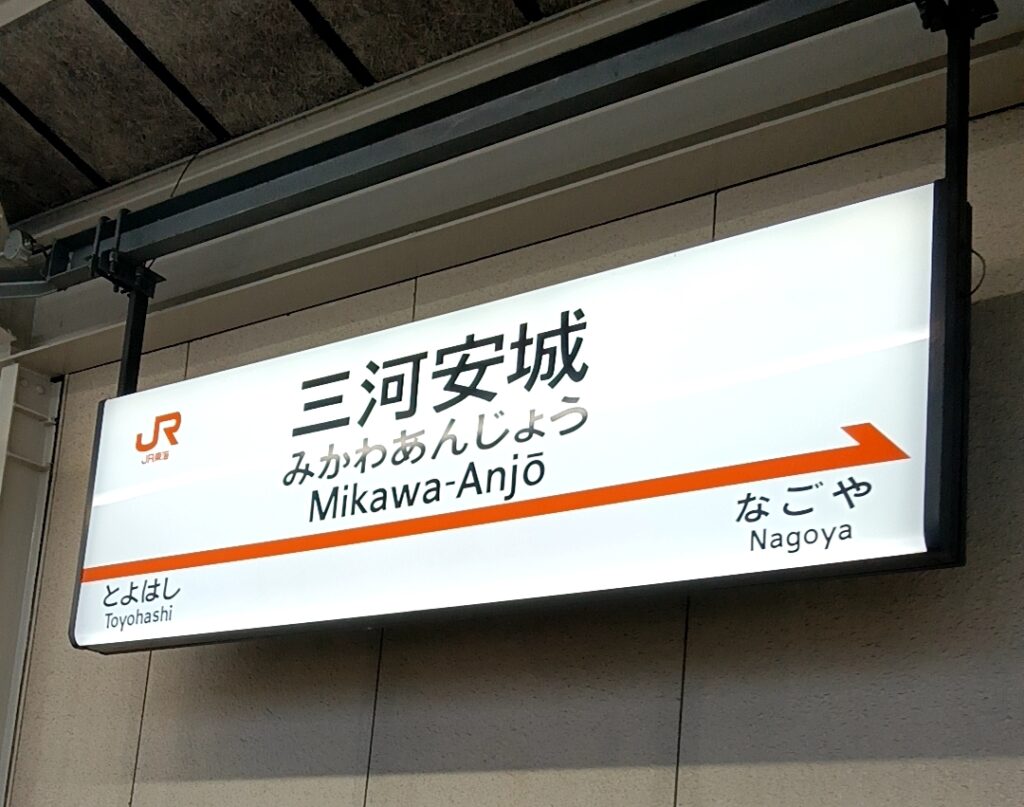 JR
JR東海
三河安城
みかわあんじょう
Mikawa-Anjō
とよはし
Toyohashi
なごや
Nagoya